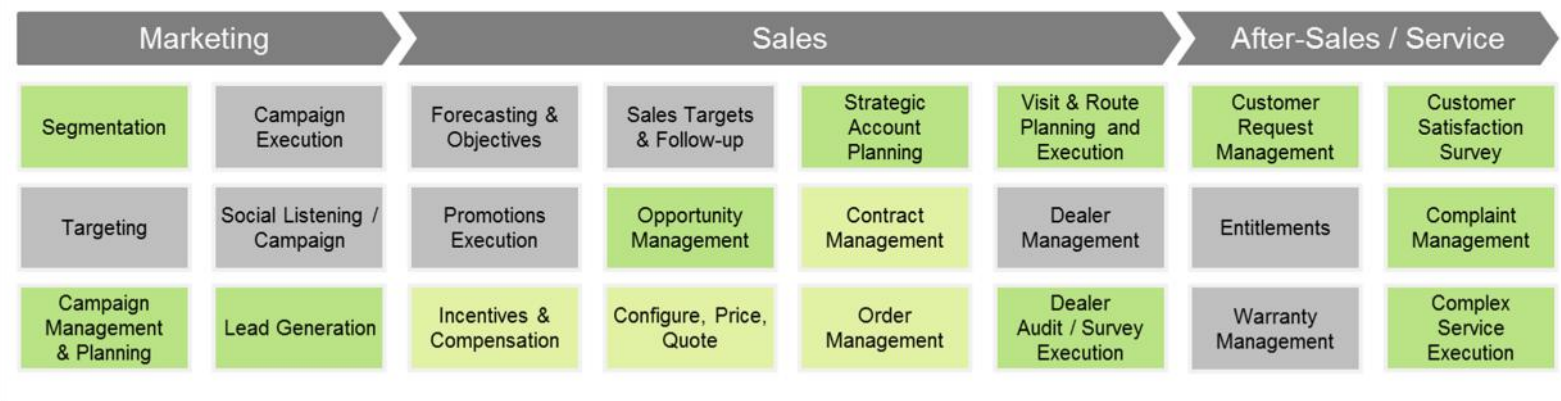 Marketing
Sales
After-Sales / Service
Segmentation
Campaign
Execution
Forecasting &
Objectives
Sales Targets
& Follow-up
Strategic
Account
Planning
Visit & Route
Planning and
Execution
Customer
Request
Management
Customer
Satisfaction
Survey
Targeting
Social Listening /
Campaign
Promotions
Execution
Opportunity
Management
Contract
Management
Dealer
Management
Entitlements
Complaint
Management
Campaign
Management
& Planning
Lead Generation
Incentives &
Compensation
Configure, Price,
Quote
Order
Management
Dealer
Audit / Survey
Execution
Warranty
Management
Complex
Service
Execution